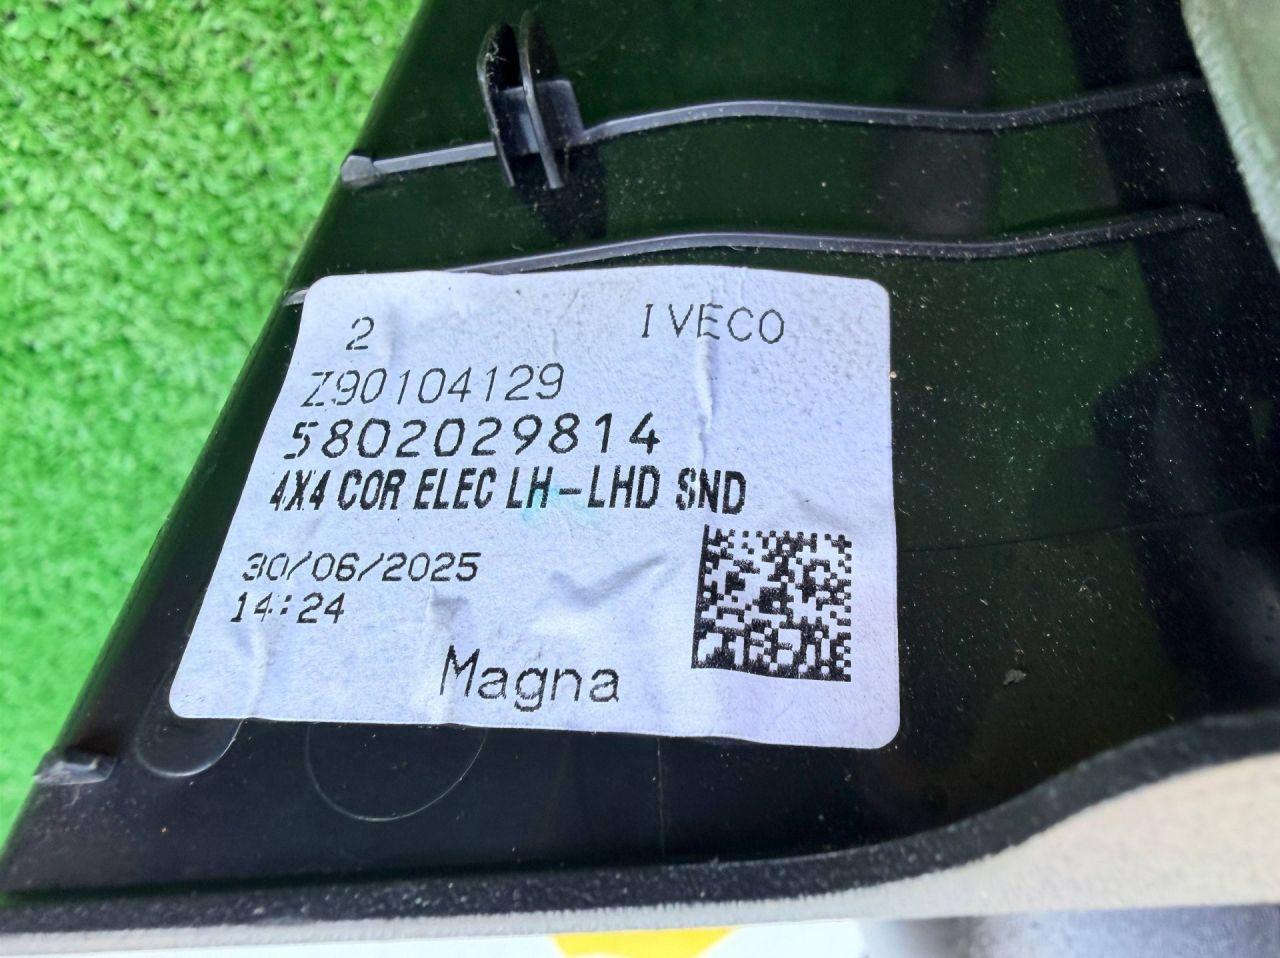 2 IVECO
Z90104129
5802029814
4X4 COR ELEC LH-LHD SND
30/06/2025
14:24
Magna